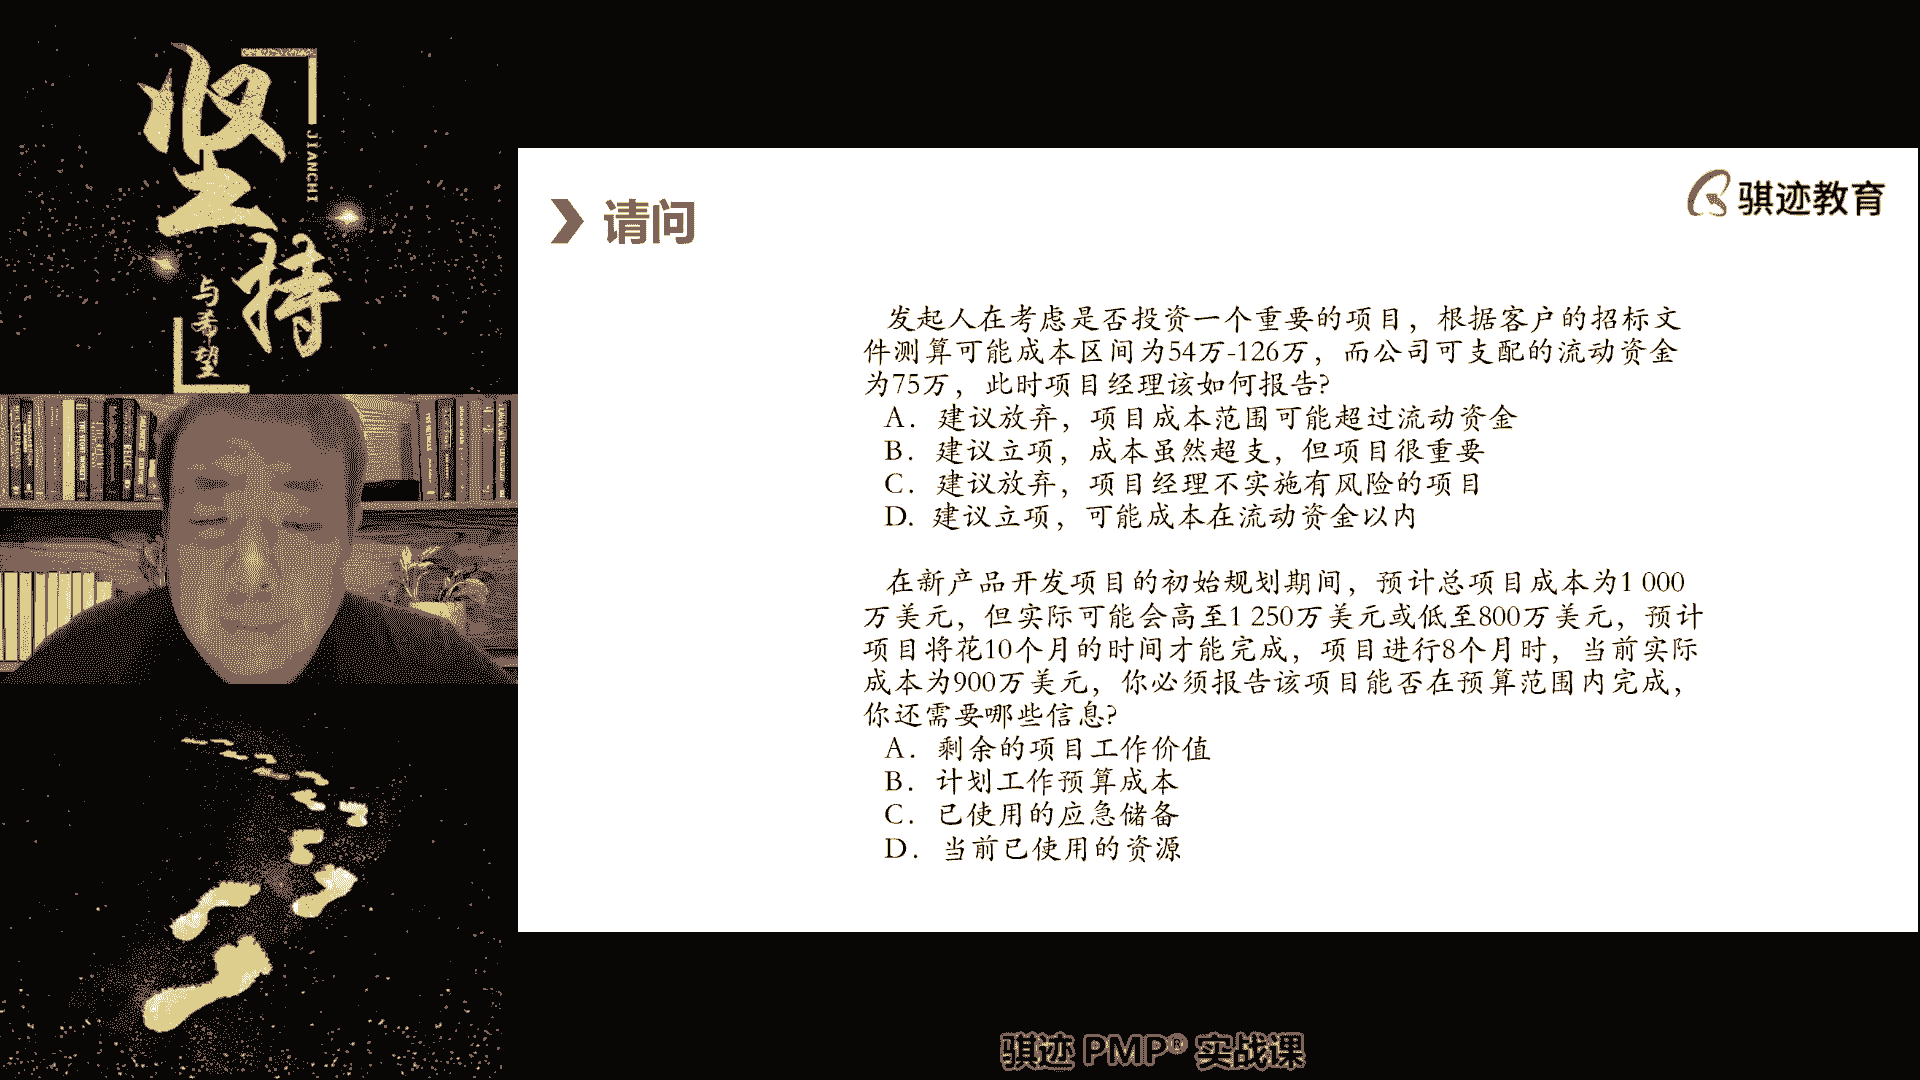 坚
持
JIANCHI
与希望
请问
骐迹教育
发起人在考虑是否投资一个重要的项目，根据客户的招标文
件测算可能成本区间为54万-126万，而公司可支配的流动资金
为75万，此时项目经理该如何报告?
A. 建议放弃，项目成本范围可能超过流动资金
B. 建议立项，成本虽然超支，但项目很重要
C. 建议放弃，项目经理不实施有风险的项目
D. 建议立项，可能成本在流动资金以内
在新产品开发项目的初始规划期间，预计总项目成本为1 000
万美元，但实际可能会高至1 250万美元或低至800万美元，预计
项目将花10个月的时间才能完成，项目进行8个月时，当前实际
成本为900万美元，你必须报告该项目能否在预算范围内完成，
你还需要哪些信息?
A. 剩余的项目工作价值
B. 计划工作预算成本
C. 已使用的应急储备
D. 当前已使用的资源
骐迹 PMP® 实战课